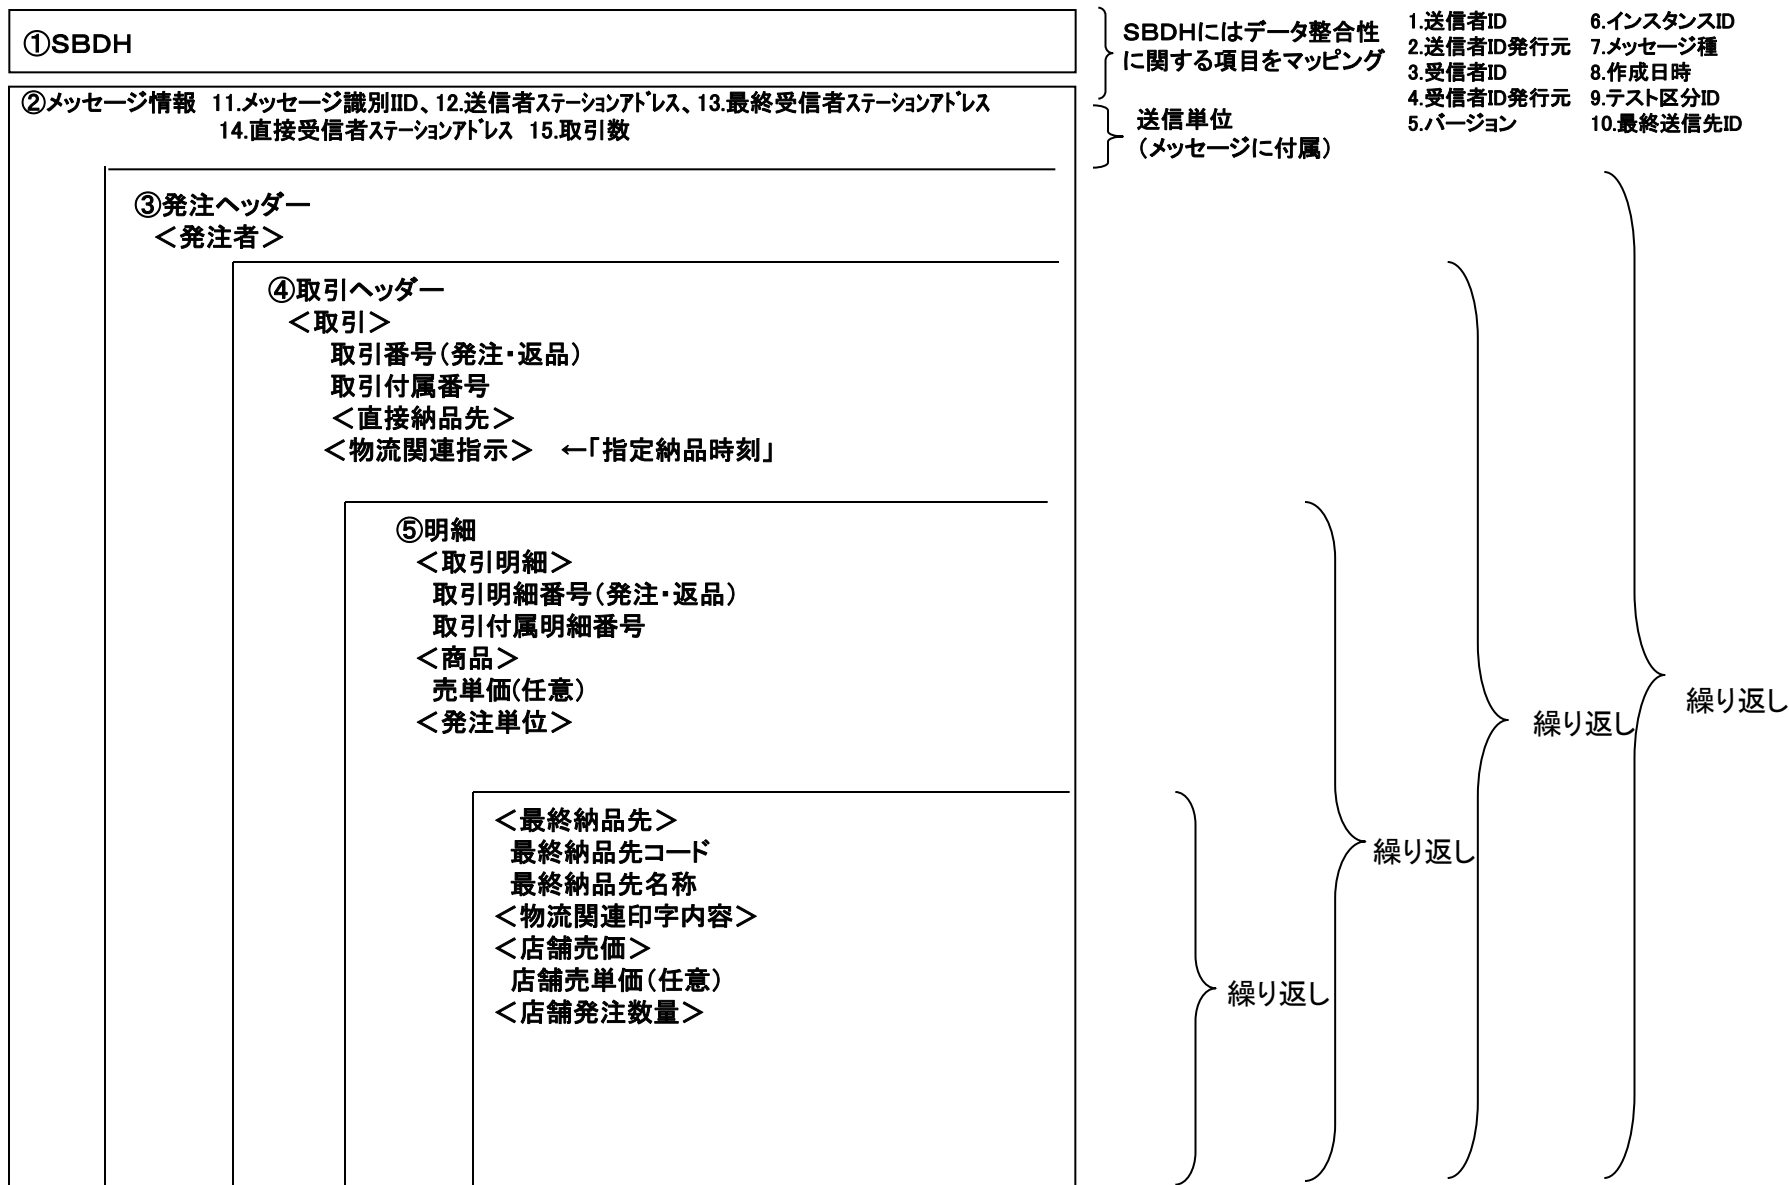 ①SBDH
SBDHにはデータ整合性
に関する項目をマッピング
1.送信者ID
2.送信者ID発行元
3.受信者ID
4.受信者ID発行元
5.バージョン
6.インスタンスID
7.メッセージ種
8.作成日時
9.テスト区分ID
10.最終送信先ID
②メッセージ情報 11.メッセージ識別IID、12.送信者ステーションアドレス、13.最終受信者ステーションアドレス
14.直接受信者ステーションアドレス 15.取引数
送信単位
(メッセージに付属)
③発注ヘッダー
<発注者>
④取引ヘッダー
<取引>
取引番号(発注・返品)
取引付属番号
<直接納品先>
<物流関連指示> ←「指定納品時刻」
⑤明細
<取引明細>
取引明細番号(発注・返品)
取引付属明細番号
<商品>
売単価(任意)
<発注単位>
<最終納品先>
最終納品先コード
最終納品先名称
<物流関連印字内容>
<店舗売価>
店舗売単価(任意)
<店舗発注数量>
繰り返し
繰り返し
繰り返し
繰り返し